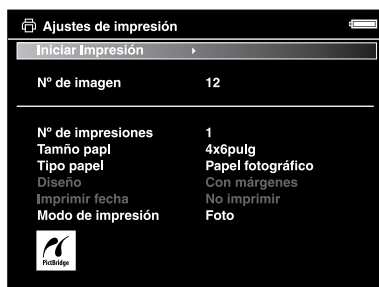 Ajustes de impresión
Iniciar Impresión
Nº de imagen 12
Nº de impresiones 1
Tamño papl 4x6pulg
Tipo papel Papel fotográfico
Diseño Con márgenes
Imprimir fecha No imprimir
Modo de impresión Foto
PictBridge